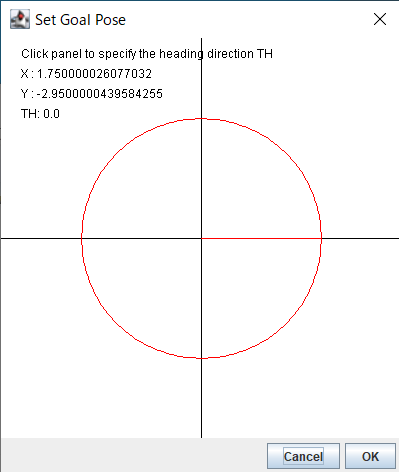 Set Goal Pose
Click panel to specify the heading direction TH
X : 1.750000026077032
Y : -2.9500000439584255
TH: 0.0
Cancel
OK